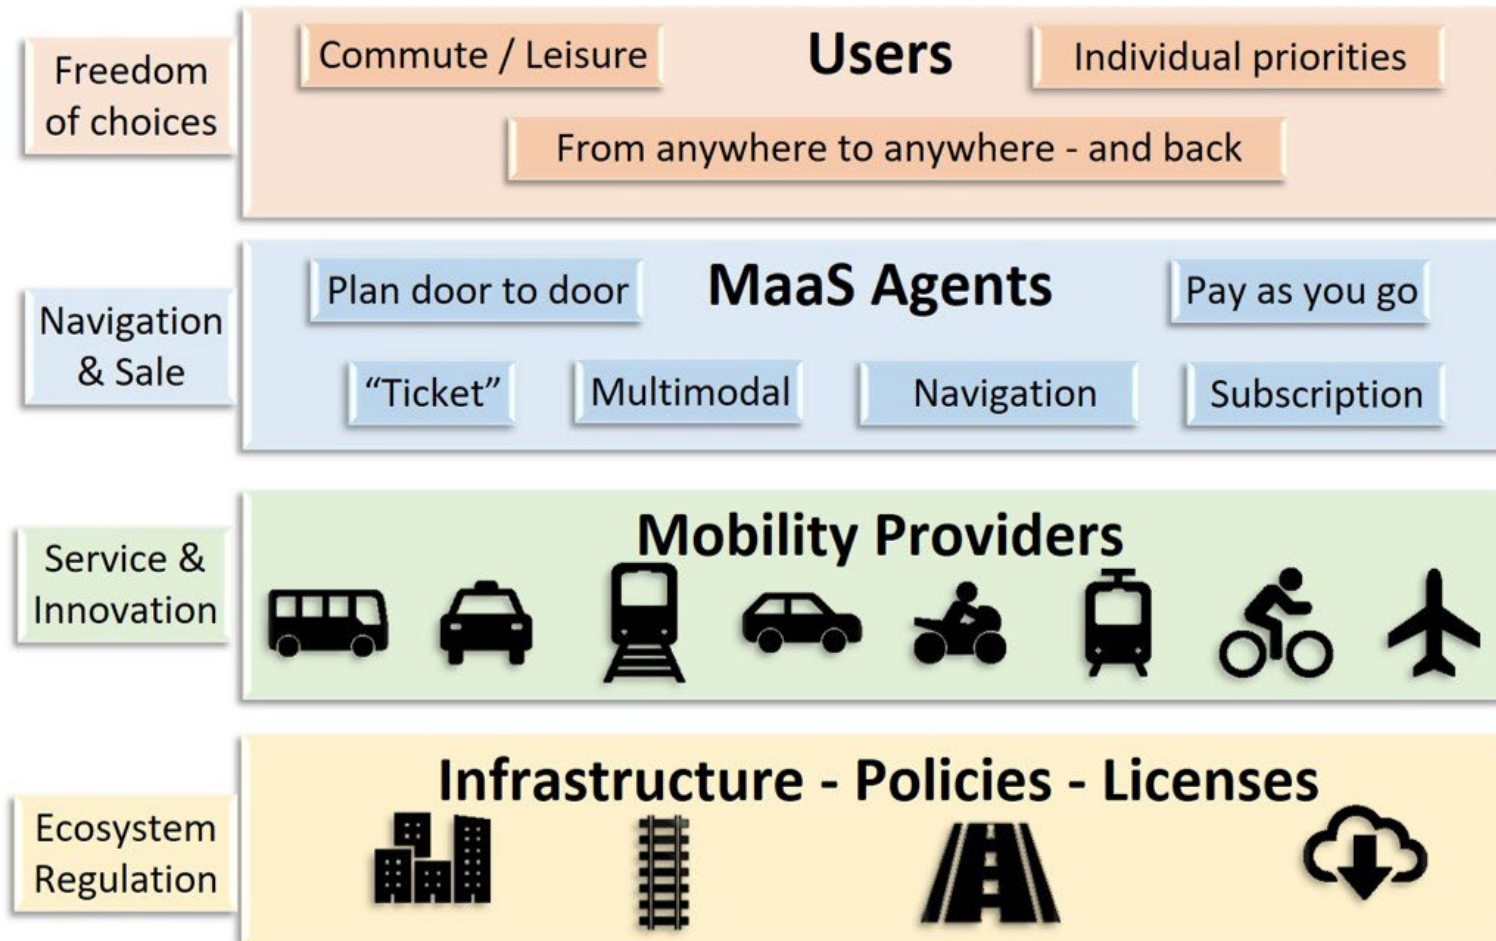 Freedom
of choices
Users
Commute / Leisure
Individual priorities
From anywhere to anywhere - and back
Navigation
& Sale
MaaS Agents
Plan door to door
Pay as you go
“Ticket”
Multimodal
Navigation
Subscription
Service &
Innovation
Mobility Providers
Ecosystem
Regulation
Infrastructure - Policies - Licenses